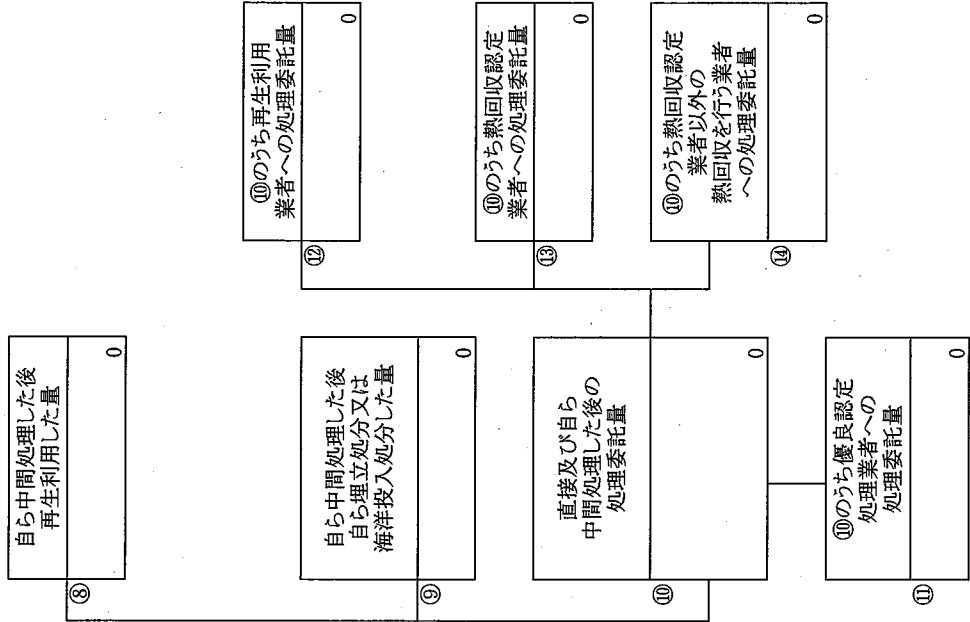 ⑧
自ら中間処理した後
再生利用した量
0
⑨
自ら中間処理した後
自ら埋立処分又は
海洋投入処分した量
0
⑩
直接及び自ら
中間処理した後の
処理委託量
0
⑪
⑩のうち優良認定
処理業者への
処理委託量
0
⑫
⑩のうち再生利用
業者への処理委託量
0
⑬
⑩のうち熱回収認定
業者への処理委託量
0
⑭
⑩のうち熱回収認定
業者以外の
熱回収を行う業者
への処理委託量
0